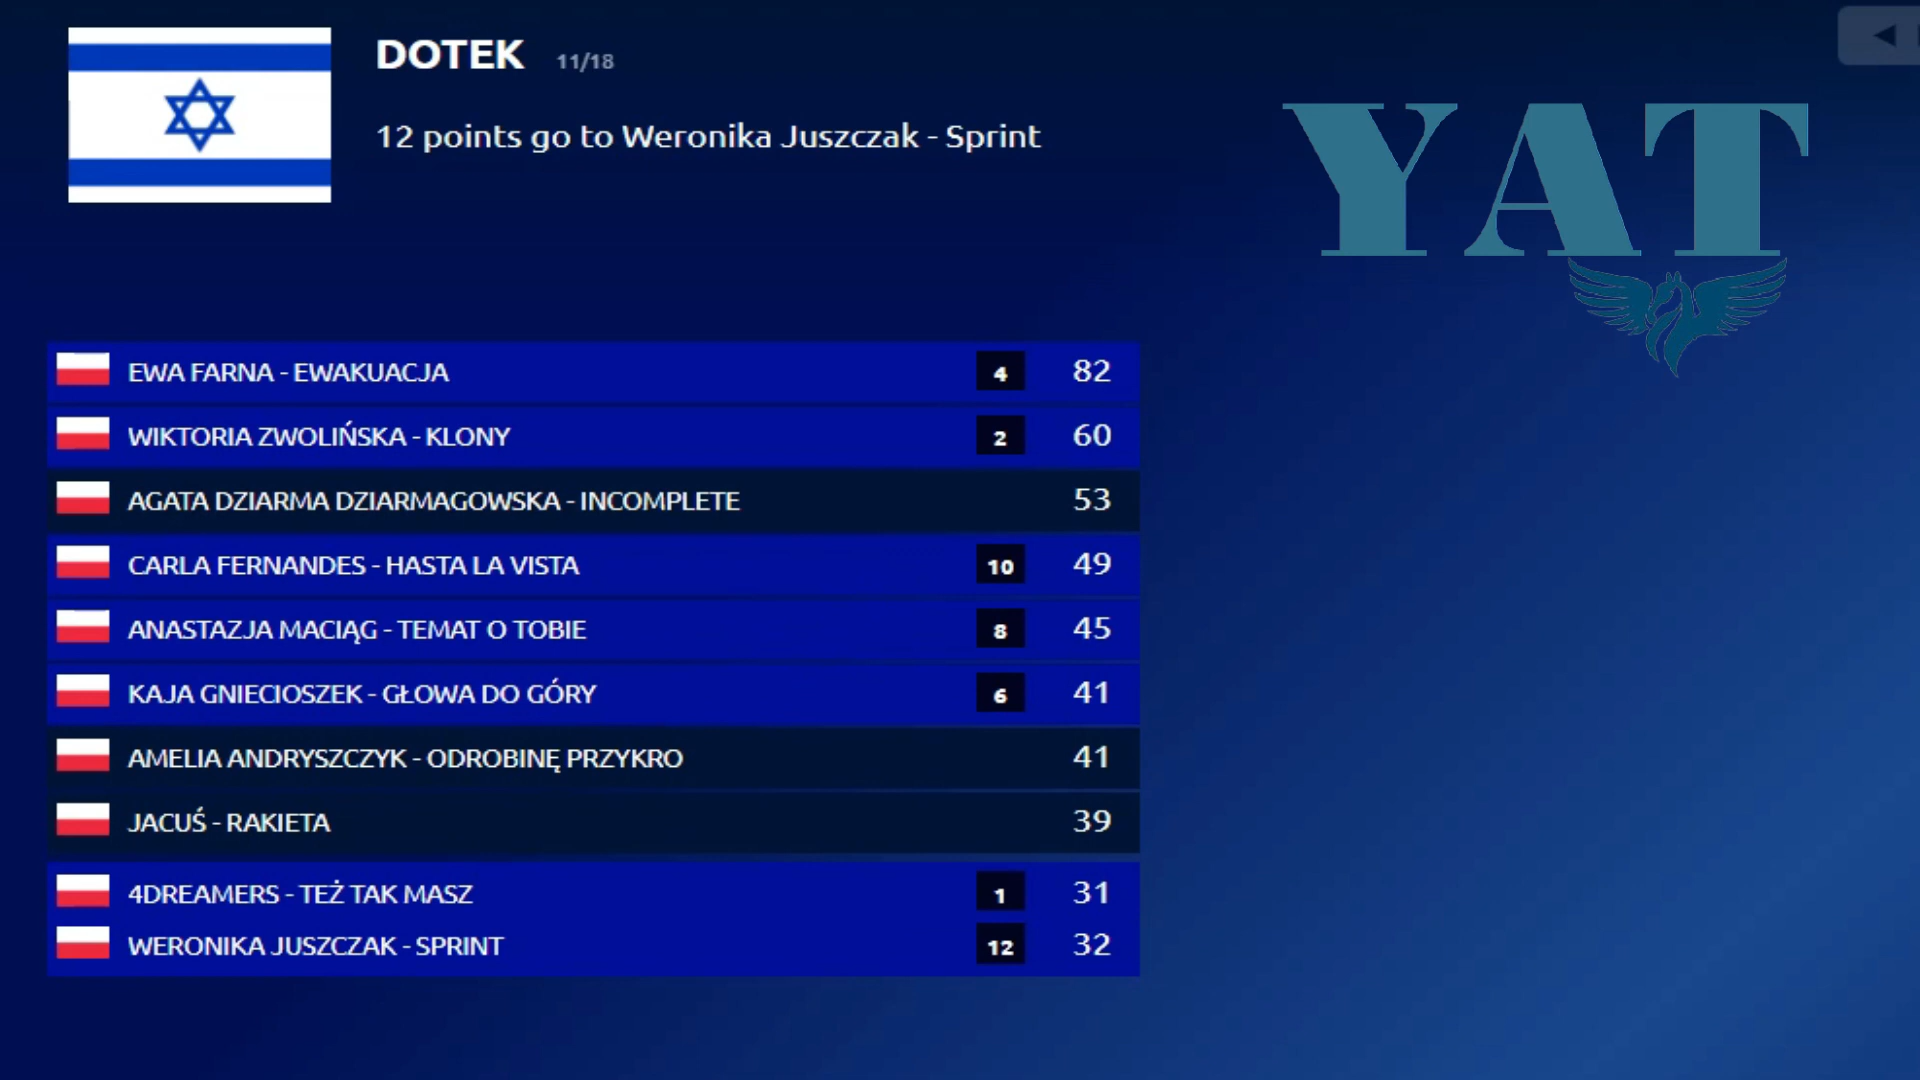 DOTEK 11/18
12 points go to Weronika Juszczak - Sprint
YAT
EWA FARNA - EWAKUACJA 4 82
WIKTORIA ZWOLIŃSKA - KLONY 2 60
AGATA DZIARMA DZIARMAGOWSKA - INCOMPLETE 53
CARLA FERNANDES - HASTA LA VISTA 10 49
ANASTAZJA MACIĄG - TEMAT O TOBIE 8 45
KAJA GNIECIOSZEK - GŁOWA DO GÓRY 6 41
AMELIA ANDRYSZCZYK - ODROBINĘ PRZYKRO 41
JACUŚ - RAKIETA 39
4DREAMERS - TEŻ TAK MASZ 1 31
WERONIKA JUSZCZAK - SPRINT 12 32